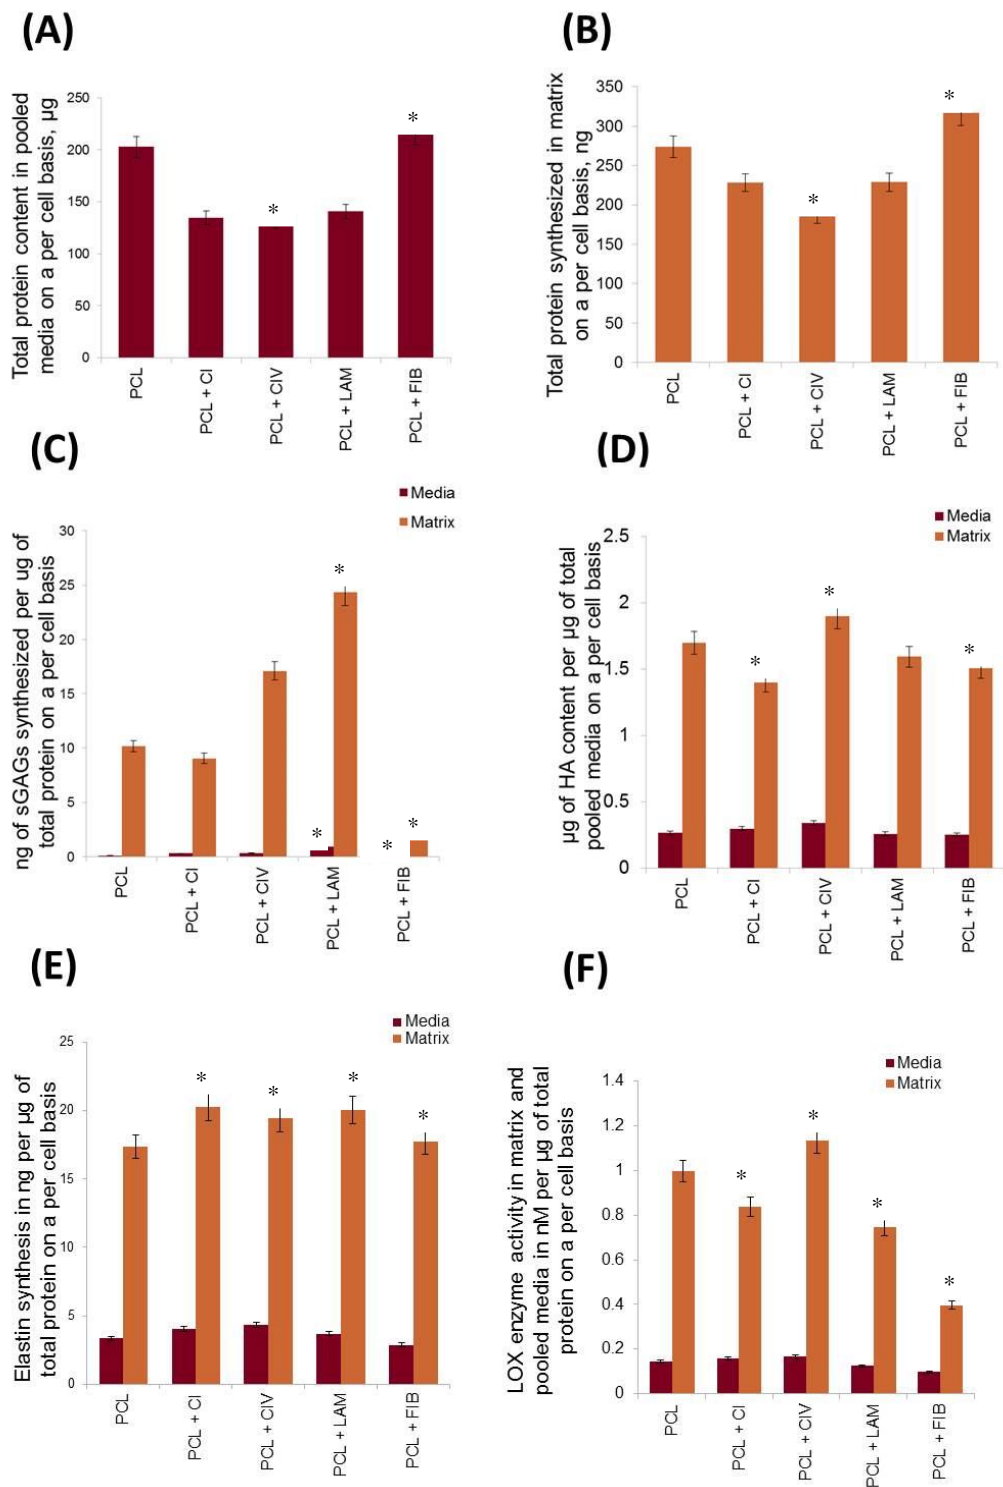 (A)
Total protein content in pooled
media on a per cell basis, µg
250
200
150
100
50
0
*
*
PCL
PCL + CI
PCL + CIV
PCL + LAM
PCL + FIB
(B)
Total protein synthesized in matrix
on a per cell basis, ng
350
300
250
200
150
100
50
0
*
*
PCL
PCL + CI
PCL + CIV
PCL + LAM
PCL + FIB
(C)
Media
Matrix
ng of sGAGs synthesized per ug of
total protein on a per cell basis
30
25
20
15
10
5
0
*
*
*
*
PCL
PCL + CI
PCL + CIV
PCL + LAM
PCL + FIB
(D)
Media
Matrix
µg of HA content per µg of total
pooled media on a per cell basis
2.5
2
1.5
1
0.5
0
*
*
*
PCL
PCL + CI
PCL + CIV
PCL + LAM
PCL + FIB
(E)
Media
Matrix
Elastin synthesis in ng per µg of
total protein on a per cell basis
25
20
15
10
5
0
*
*
*
*
PCL
PCL + CI
PCL + CIV
PCL + LAM
PCL + FIB
(F)
Media
Matrix
LOX enzyme activity in matrix and
pooled media in nM per µg of total
protein on a per cell basis
1.4
1.2
1
0.8
0.6
0.4
0.2
0
*
*
*
*
PCL
PCL + CI
PCL + CIV
PCL + LAM
PCL + FIB